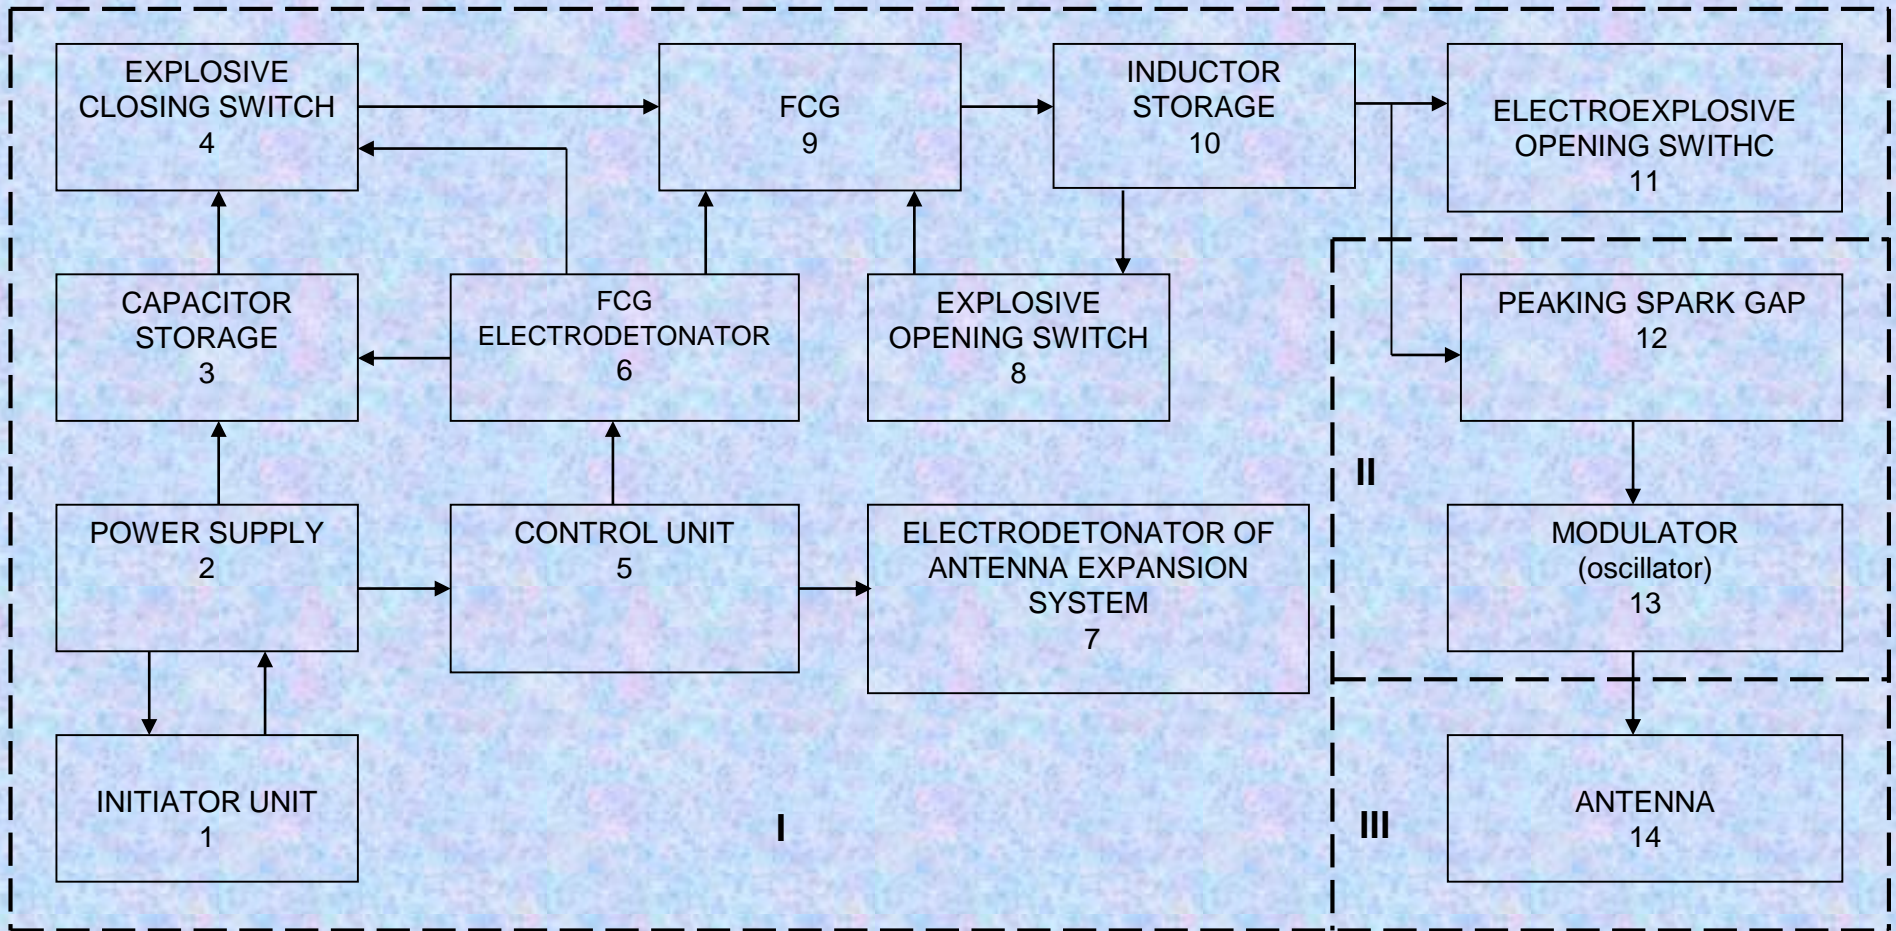 EXPLOSIVE
CLOSING SWITCH
4
FCG
9
INDUCTOR
STORAGE
10
ELECTROEXPLOSIVE
OPENING SWITHC
11
CAPACITOR
STORAGE
3
FCG
ELECTRODETONATOR
6
EXPLOSIVE
OPENING SWITCH
8
PEAKING SPARK GAP
12
II
POWER SUPPLY
2
CONTROL UNIT
5
ELECTRODETONATOR OF
ANTENNA EXPANSION
SYSTEM
7
MODULATOR
(oscillator)
13
INITIATOR UNIT
1
I
III
ANTENNA
14